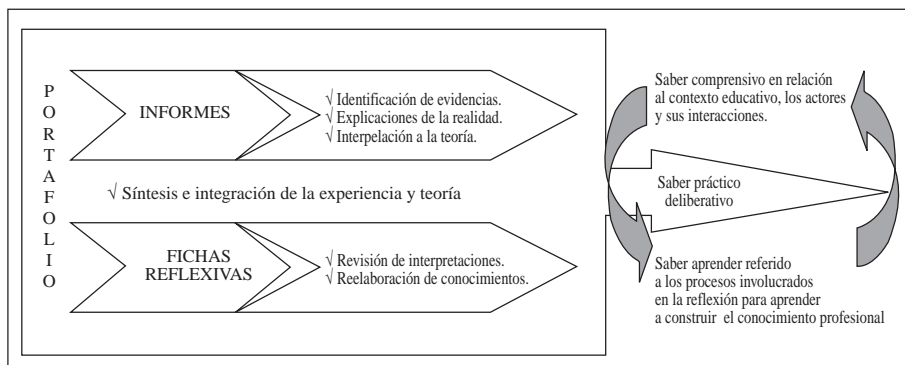 PORTAFOLIO
INFORMES
√ Identificación de evidencias.
√ Explicaciones de la realidad.
√ Interpelación a la teoría.
√ Síntesis e integración de la experiencia y teoría
FICHAS
REFLEXIVAS
√ Revisión de interpretaciones.
√ Reelaboración de conocimientos.
Saber comprensivo en relación
al contexto educativo, los actores
y sus interacciones.
Saber práctico
deliberativo
Saber aprender referido
a los procesos involucrados
en la reflexión para aprender
a construir el conocimiento profesional